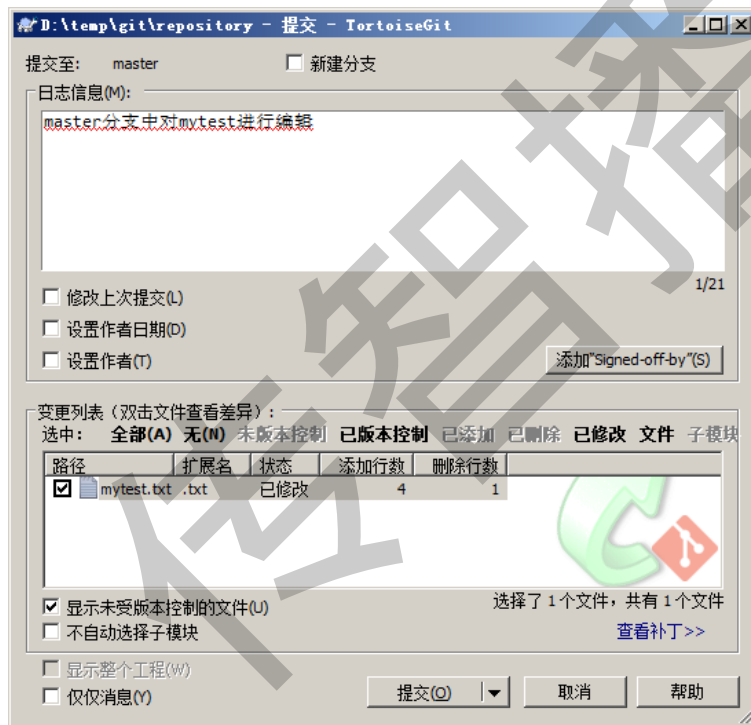 D:\temp\git\repository - 提交 - TortoiseGit
提交至: master 新建分支
日志信息(M):
master分支中对mytest进行编辑
1/21
修改上次提交(L)
设置作者日期(D)
设置作者(T) 添加"Signed-off-by"(S)
变更列表（双击文件查看差异）:
选中: 全部(A) 无(N) 未版本控制 已版本控制 已添加 已删除 已修改 文件 子模块
路径 扩展名 状态 添加行数 删除行数
mytest.txt .txt 已修改 4 1
显示未受版本控制的文件(U) 选择了1个文件，共有1个文件
不自动选择子模块 查看补丁>>
显示整个工程(W)
仅仅消息(Y) 提交(O) 取消 帮助
传智播